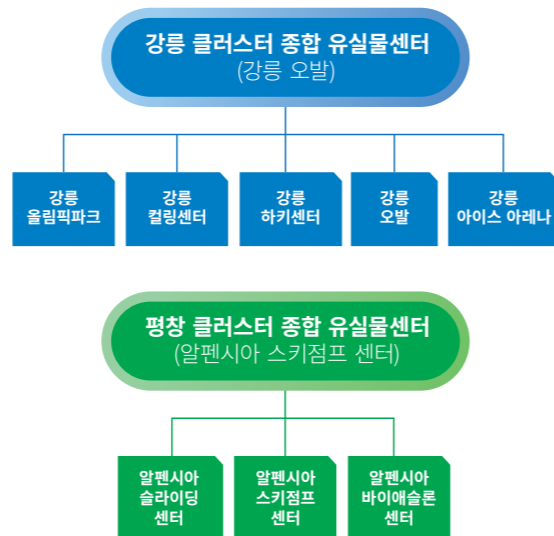 강릉 클러스터 종합 유실물센터
(강릉 오발)
강릉
올림픽파크
강릉
컬링센터
강릉
하키센터
강릉
오발
강릉
아이스 아레나
평창 클러스터 종합 유실물센터
(알펜시아 스키점프 센터)
알펜시아
슬라이딩
센터
알펜시아
스키점프
센터
알펜시아
바이애슬론
센터